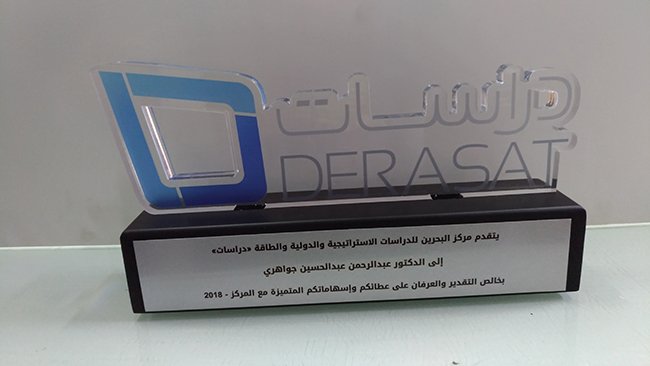 دراسات
DERASAT
يتقدم مركز البحرين للدراسات الاستراتيجية والدولية والطاقة «دراسات»
إلى الدكتور عبدالرحمن عبدالحسين جواهري
بخالص التقدير والعرفان على عطائكم وإسهاماتكم المتميزة مع المركز - 2018